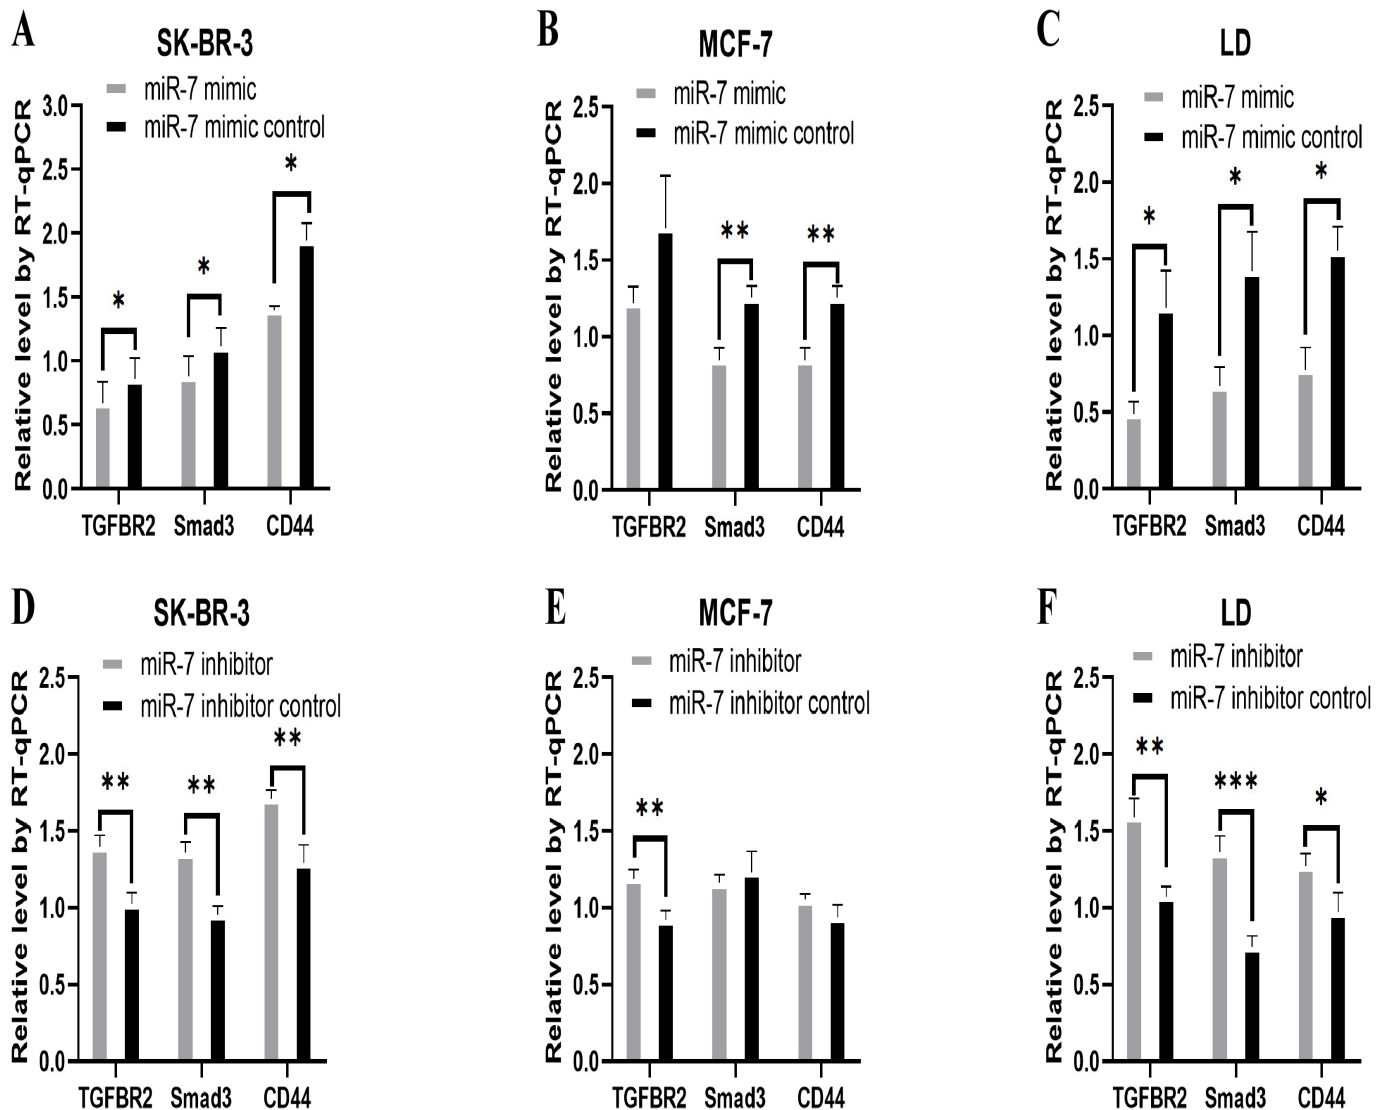 A
SK-BR-3
miR-7 mimic
miR-7 mimic control
Relative level by RT-qPCR
3.0
2.5
2.0
1.5
1.0
0.5
0.0
*
*
*
TGFBR2 Smad3 CD44
B
MCF-7
miR-7 mimic
miR-7 mimic control
Relative level by RT-qPCR
2.5
2.0
1.5
1.0
0.5
0.0
**
**
TGFBR2 Smad3 CD44
C
LD
miR-7 mimic
miR-7 mimic control
Relative level by RT-qPCR
2.5
2.0
1.5
1.0
0.5
0.0
*
*
*
TGFBR2 Smad3 CD44
D
SK-BR-3
miR-7 inhibitor
miR-7 inhibitor control
Relative level by RT-qPCR
2.5
2.0
1.5
1.0
0.5
0.0
**
**
**
TGFBR2 Smad3 CD44
E
MCF-7
miR-7 inhibitor
miR-7 inhibitor control
Relative level by RT-qPCR
2.5
2.0
1.5
1.0
0.5
0.0
**
TGFBR2 Smad3 CD44
F
LD
miR-7 inhibitor
miR-7 inhibitor control
Relative level by RT-qPCR
2.5
2.0
1.5
1.0
0.5
0.0
**
***
*
TGFBR2 Smad3 CD44